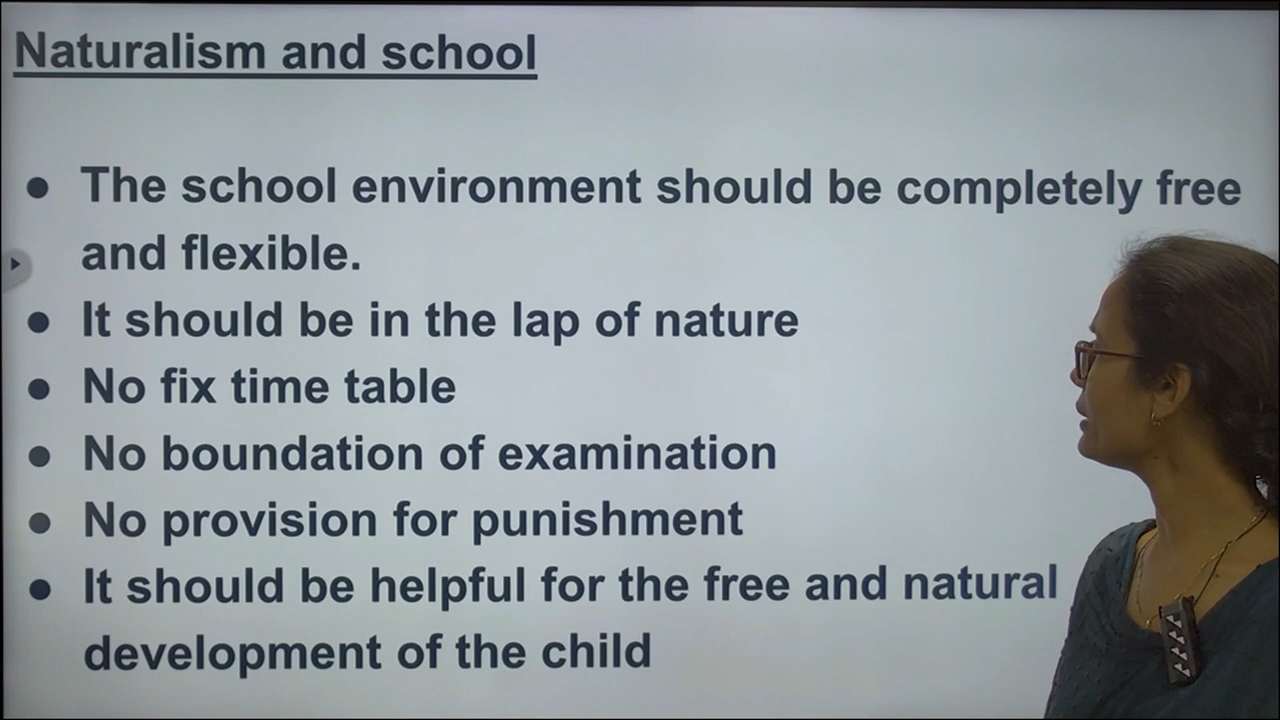 Naturalism and school
● The school environment should be completely free
and flexible.
● It should be in the lap of nature
● No fix time table
● No boundation of examination
● No provision for punishment
● It should be helpful for the free and natural
development of the child